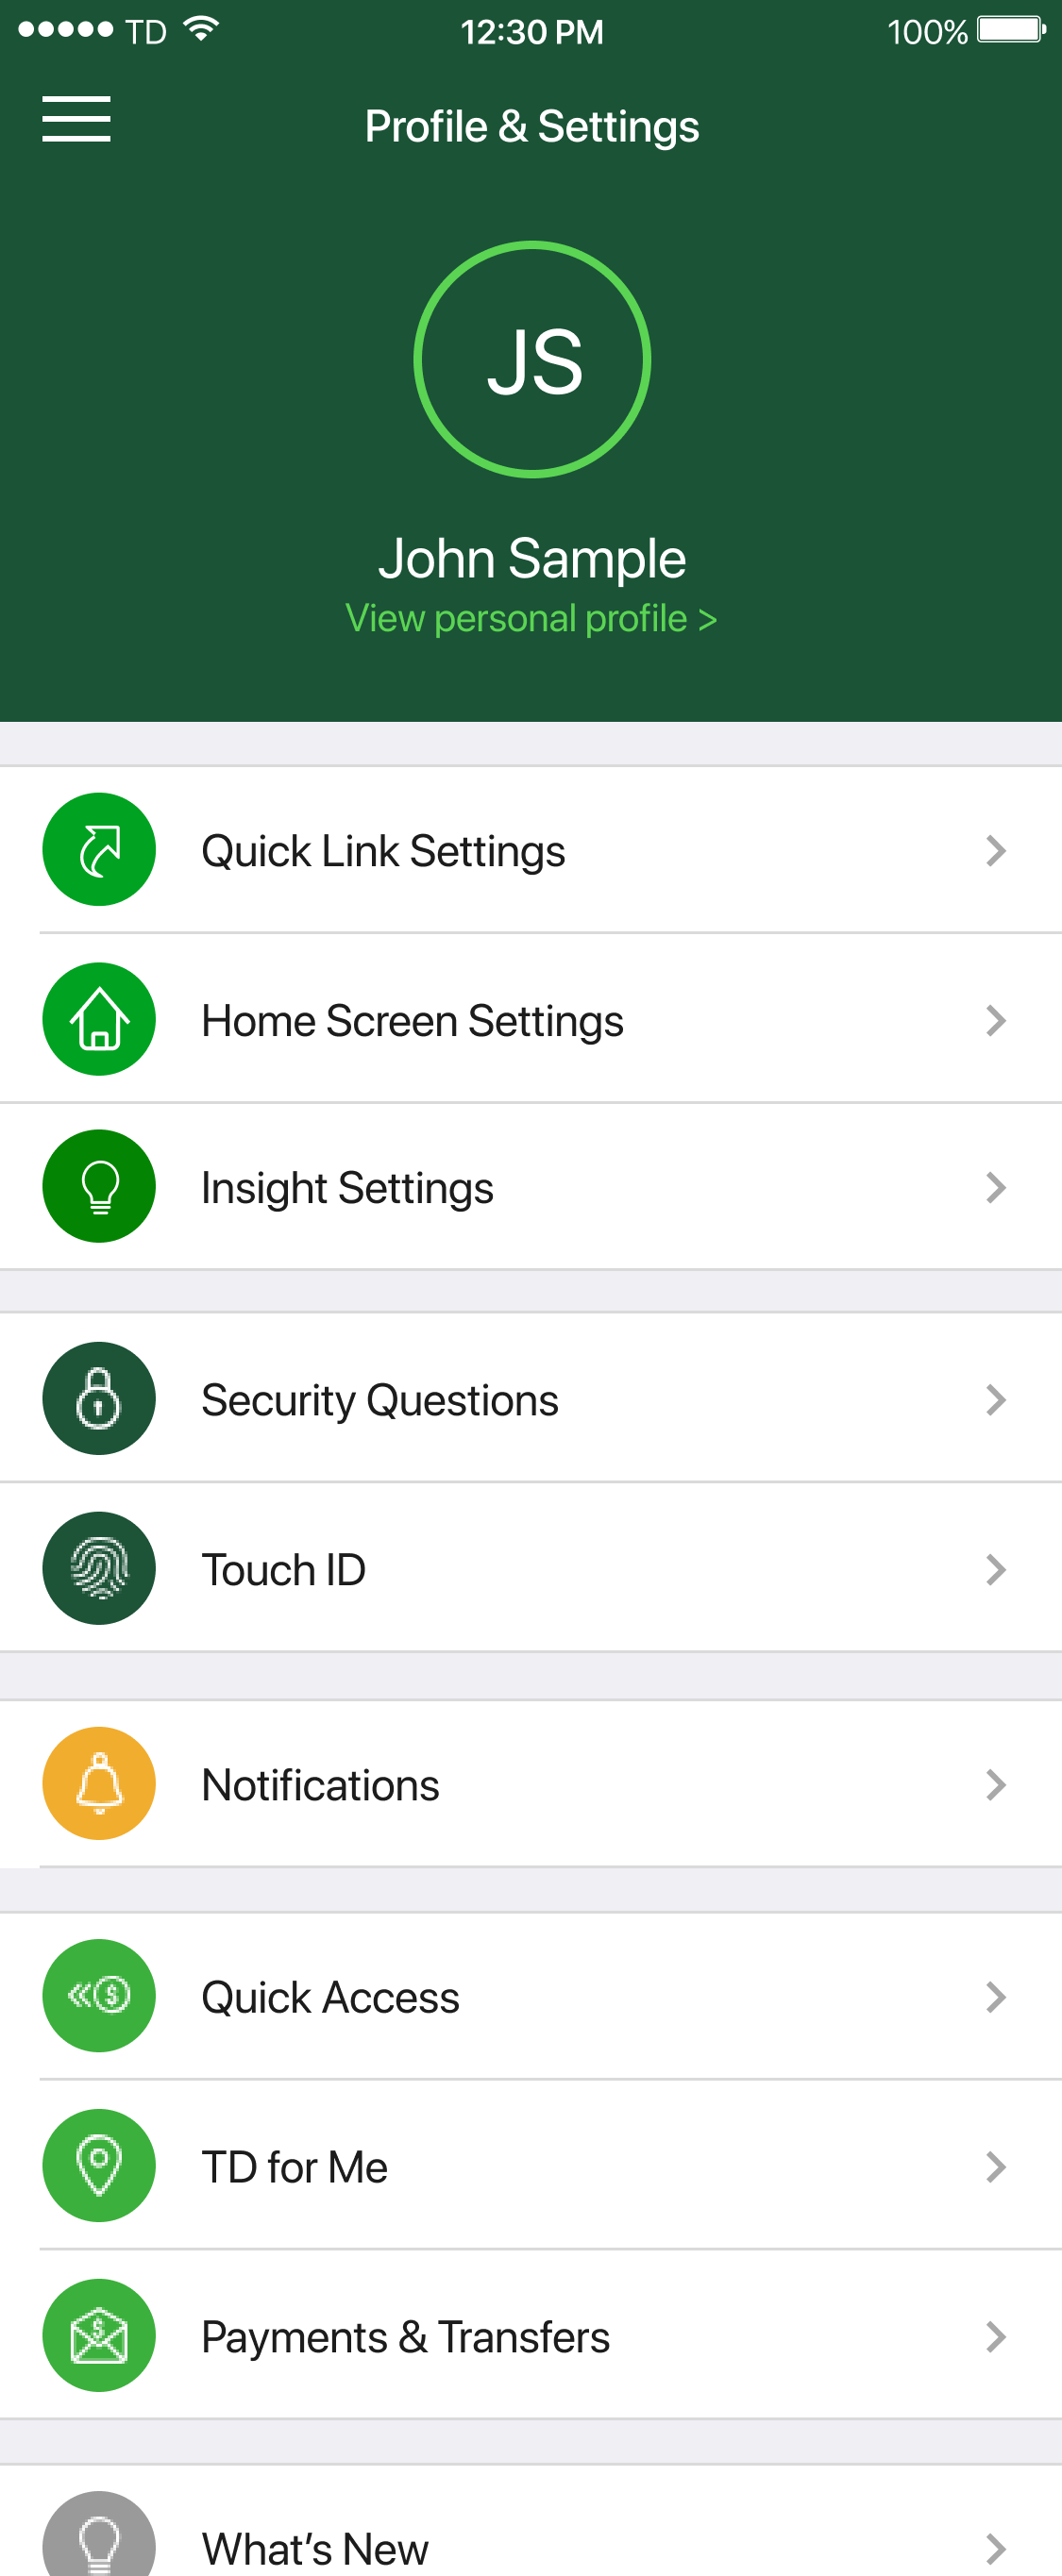 TD 12:30 PM 100%
Profile & Settings
JS
John Sample
View personal profile >
Quick Link Settings
Home Screen Settings
Insight Settings
Security Questions
Touch ID
Notifications
Quick Access
TD for Me
Payments & Transfers
What's New